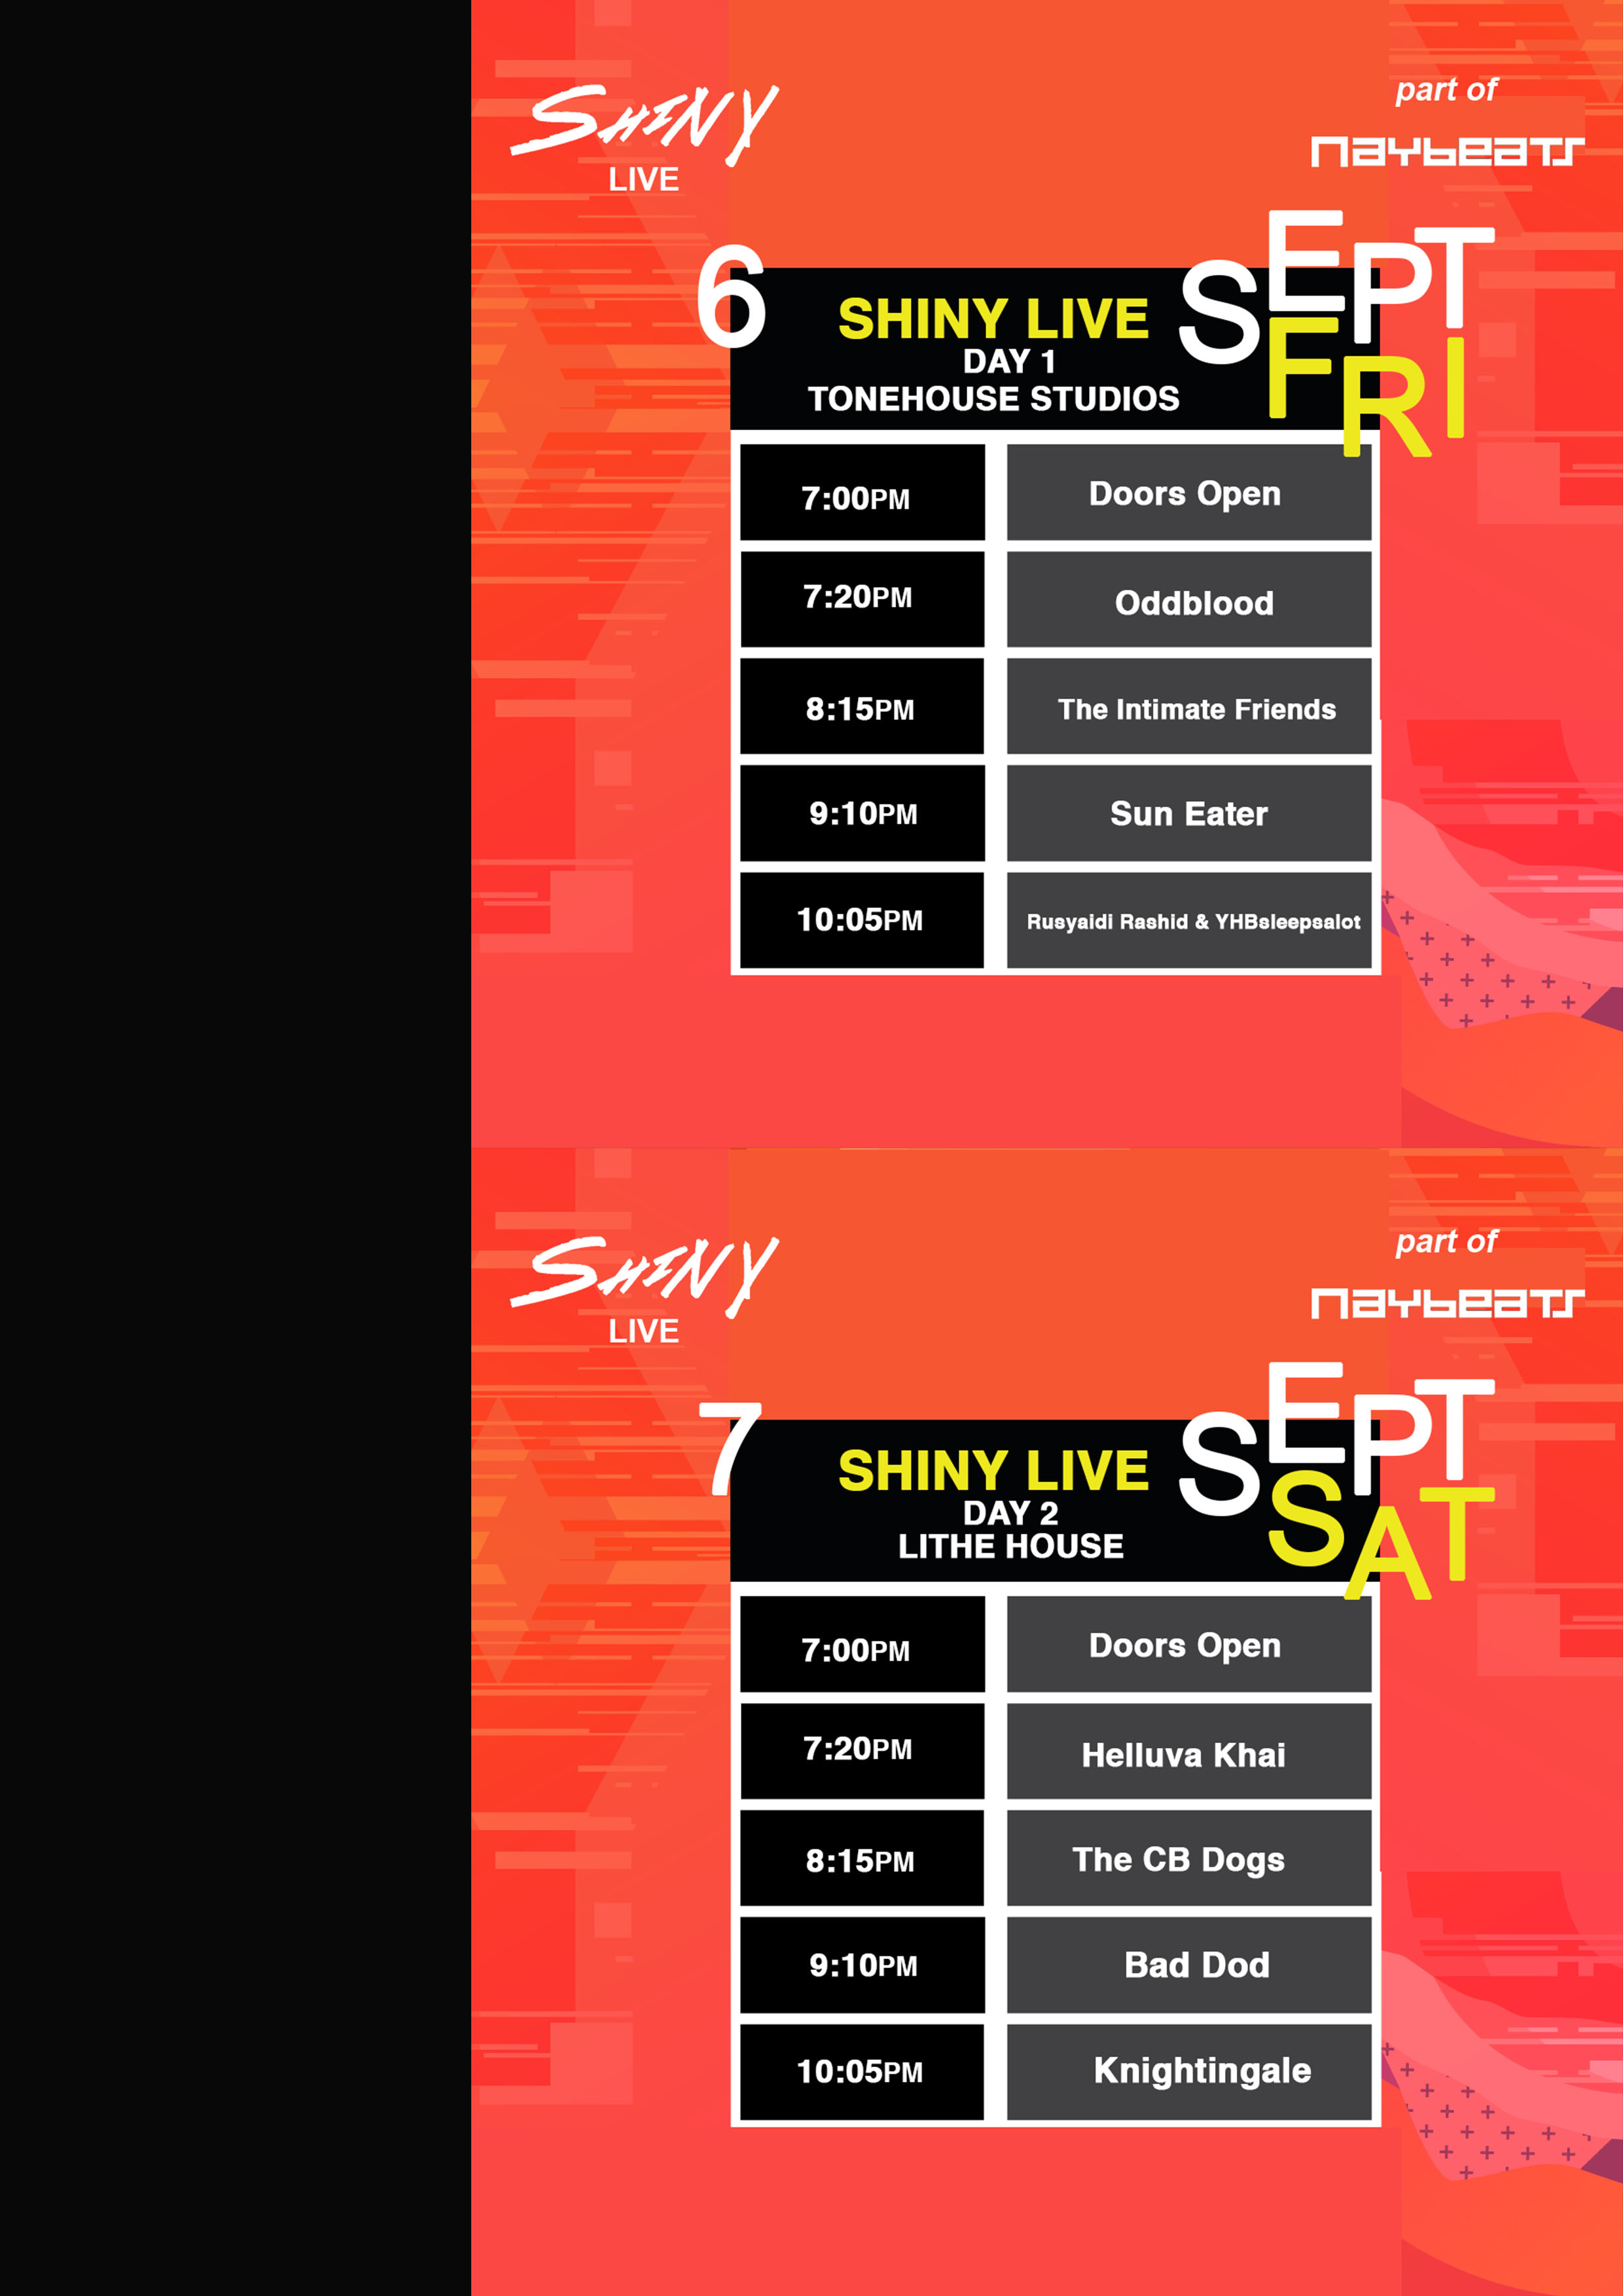 SHINY
LIVE
part of
naybeats
6
SEPT
FRI
SHINY LIVE
DAY 1
TONEHOUSE STUDIOS
7:00PM Doors Open
7:20PM Oddblood
8:15PM The Intimate Friends
9:10PM Sun Eater
10:05PM Rusyaidi Rashid & YHBsleepsalot
SHINY
LIVE
part of
naybeats
7
SEPT
SAT
SHINY LIVE
DAY 2
LITHE HOUSE
7:00PM Doors Open
7:20PM Helluva Khai
8:15PM The CB Dogs
9:10PM Bad Dod
10:05PM Knightingale